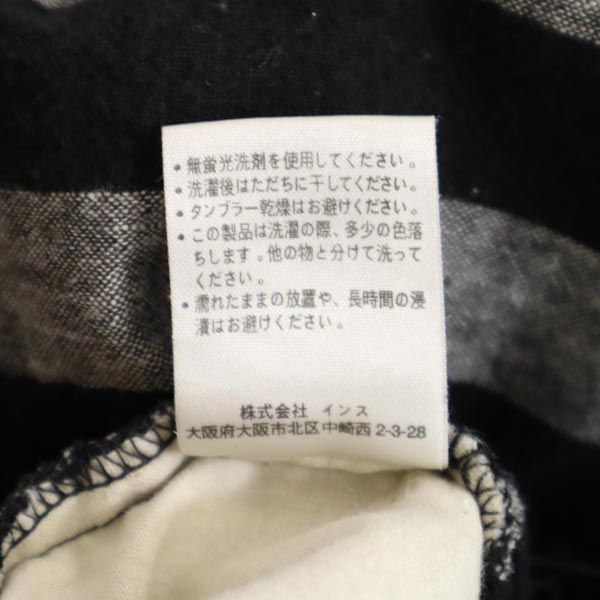 ・無蛍光洗剤を使用してください。
・洗濯後はただちに干してください。
・タンブラー乾燥はお避けください。
・この製品は洗濯の際、多少の色落
ちします。他の物と分けて洗って
ください。
・濡れたままの放置や、長時間の浸
漬はお避けください。
株式会社 インス
大阪府大阪市北区中崎西 2-3-28